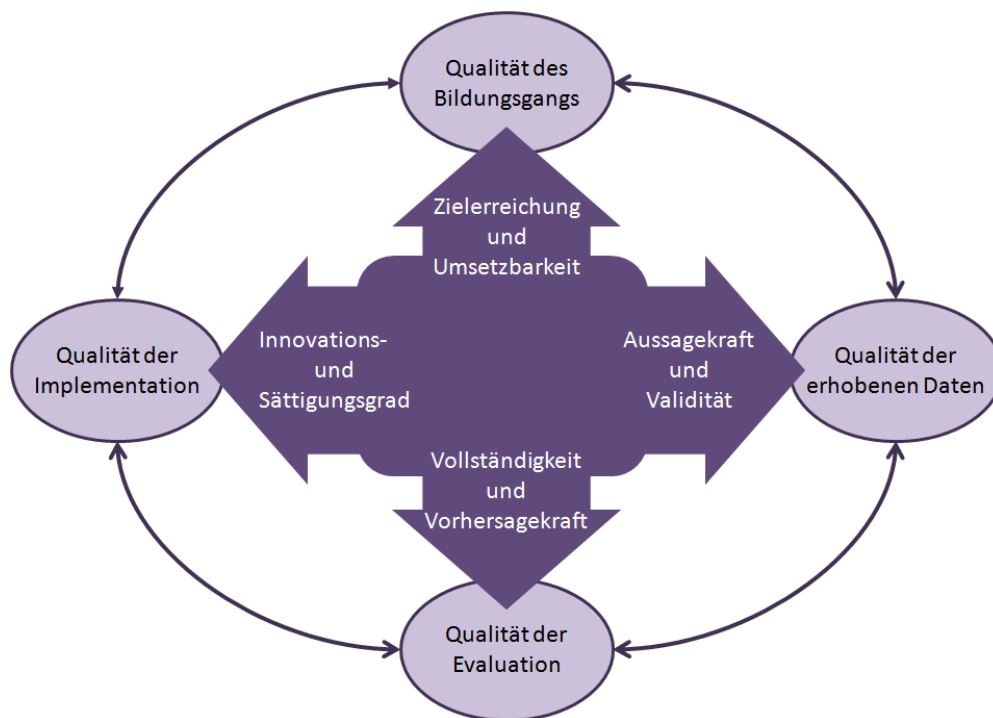 Qualität des
Bildungsgangs
Zielerreichung
und
Umsetzbarkeit
Qualität der
Implementation
Innovations-
und
Sättigungsgrad
Aussagekraft
und
Validität
Qualität der
erhobenen Daten
Vollständigkeit
und
Vorhersagekraft
Qualität der
Evaluation